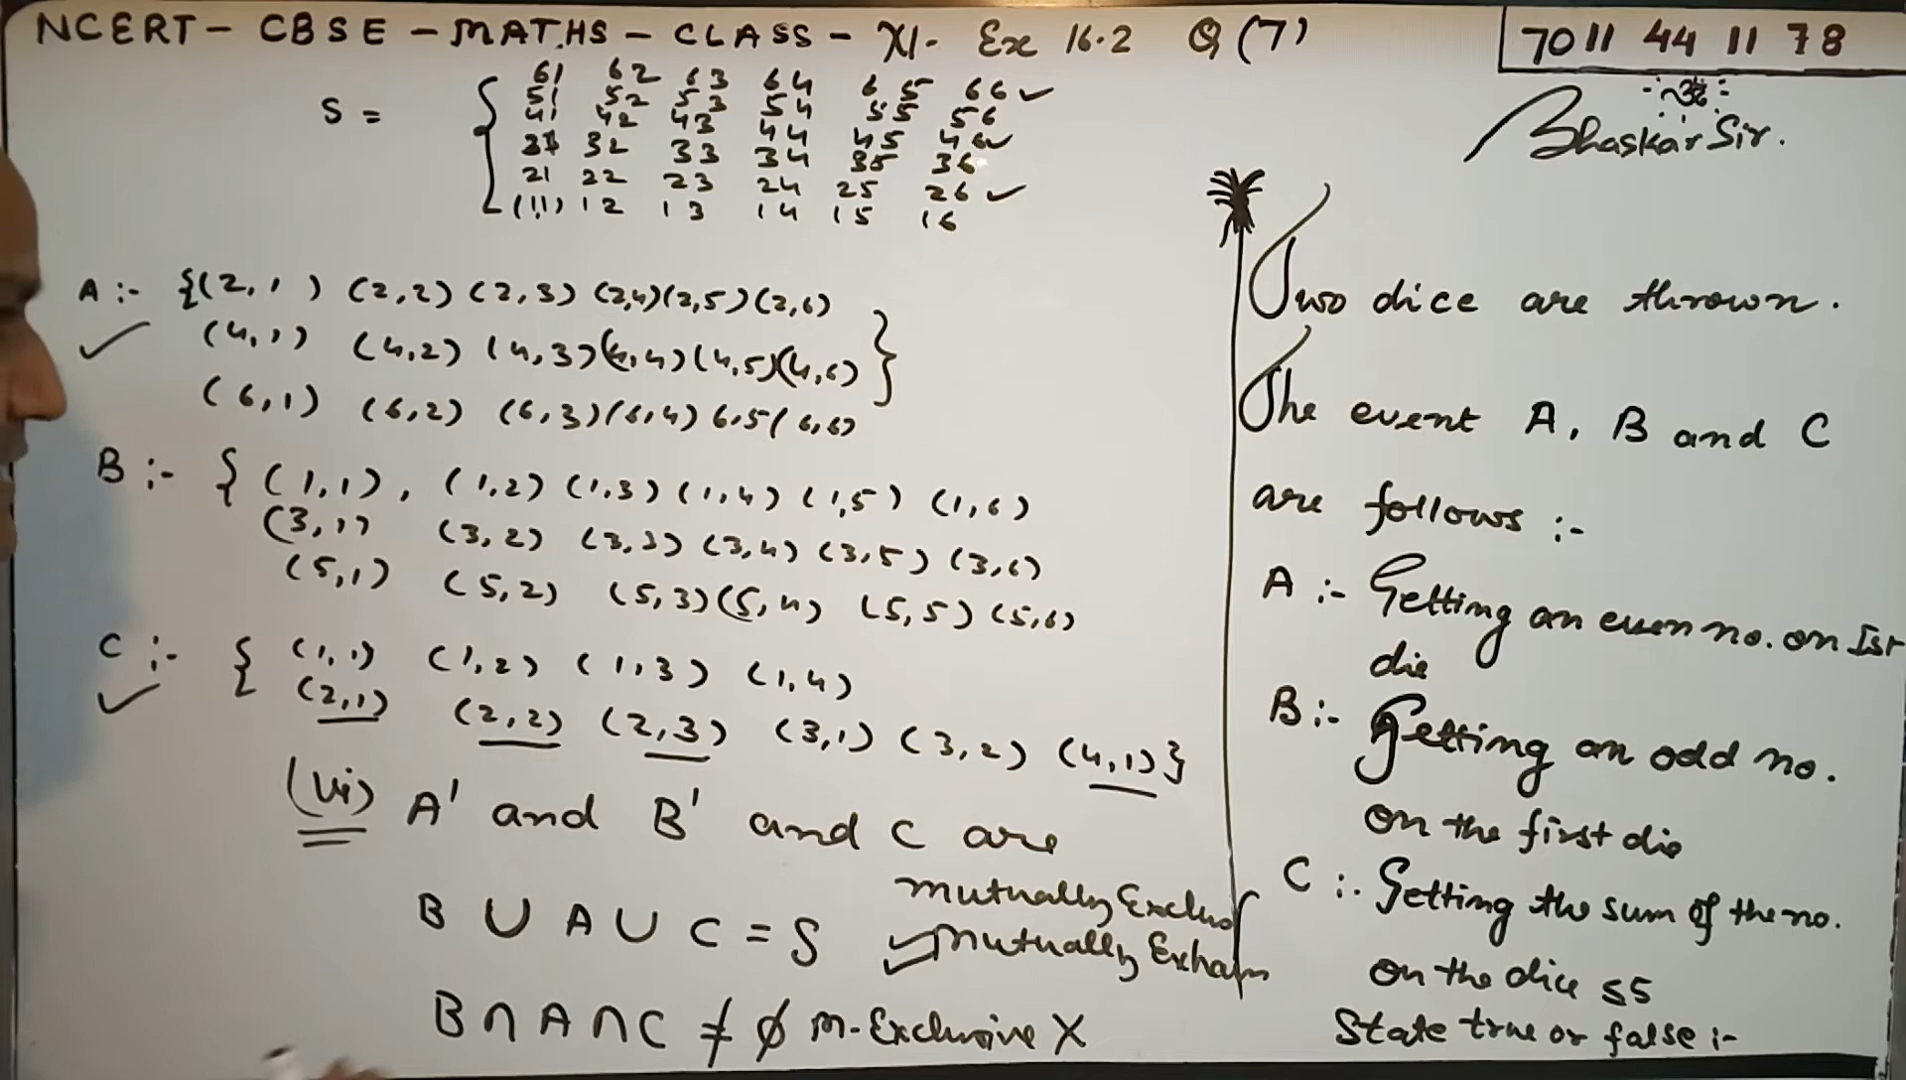 NCERT - CBSE - MATHS - CLASS - XI - Ex 16.2 Q (7)
70 11 44 11 78
Bhaskar Sir.
S = { 61 62 63 64 65 66 ✓
51 52 53 54 55 56
41 42 43 44 45 46 ✓
31 32 33 34 35 36
21 22 23 24 25 26 ✓
(11) 12 13 14 15 16
A :- {(2,1) (2,2) (2,3) (2,4)(2,5)(2,6)
(4,1) (4,2) (4,3)(4,4)(4,5)(4,6) }
(6,1) (6,2) (6,3)(6,4) 6,5(6,6)
B :- { (1,1), (1,2) (1,3) (1,4) (1,5) (1,6)
(3,1) (3,2) (3,3) (3,4) (3,5) (3,6)
(5,1) (5,2) (5,3)(5,4) (5,5) (5,6)
C :- { (1,1) (1,2) (1,3) (1,4)
(2,1) (2,2) (2,3) (3,1) (3,2) (4,1)}
(vi) A' and B' and C are
mutually Exclus
B ∪ A ∪ C = S ✓ mutually Exhau
B ∩ A ∩ C ≠ ϕ m-Exclusive X
Two dice are thrown.
The event A, B and C
are follows :-
A :- Getting an even no. on Ist
die
B :- Getting an odd no.
on the first die
C :- Getting the sum of the no.
on the dice ≤5
State true or false :-